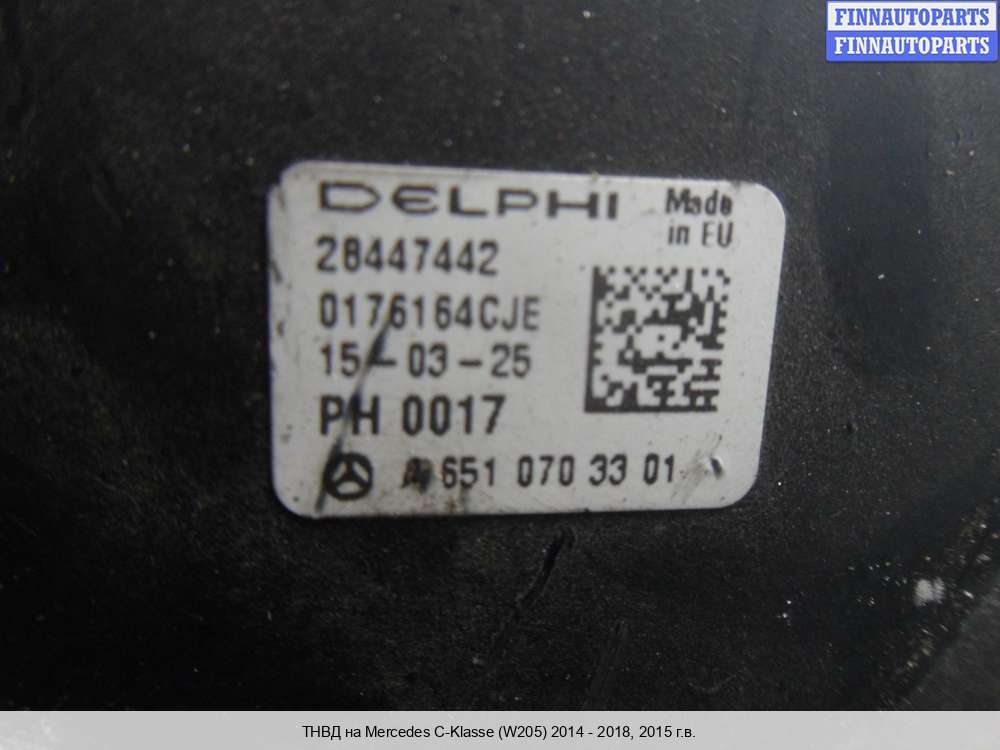 FINNAUTOPARTS
FINNAUTOPARTS
DELPHI
Made
in EU
28447442
0176164CJE
15-03-25
PH 0017
A 651 070 33 01
ТНВД на Mercedes C-Klasse (W205) 2014 - 2018, 2015 г.в.